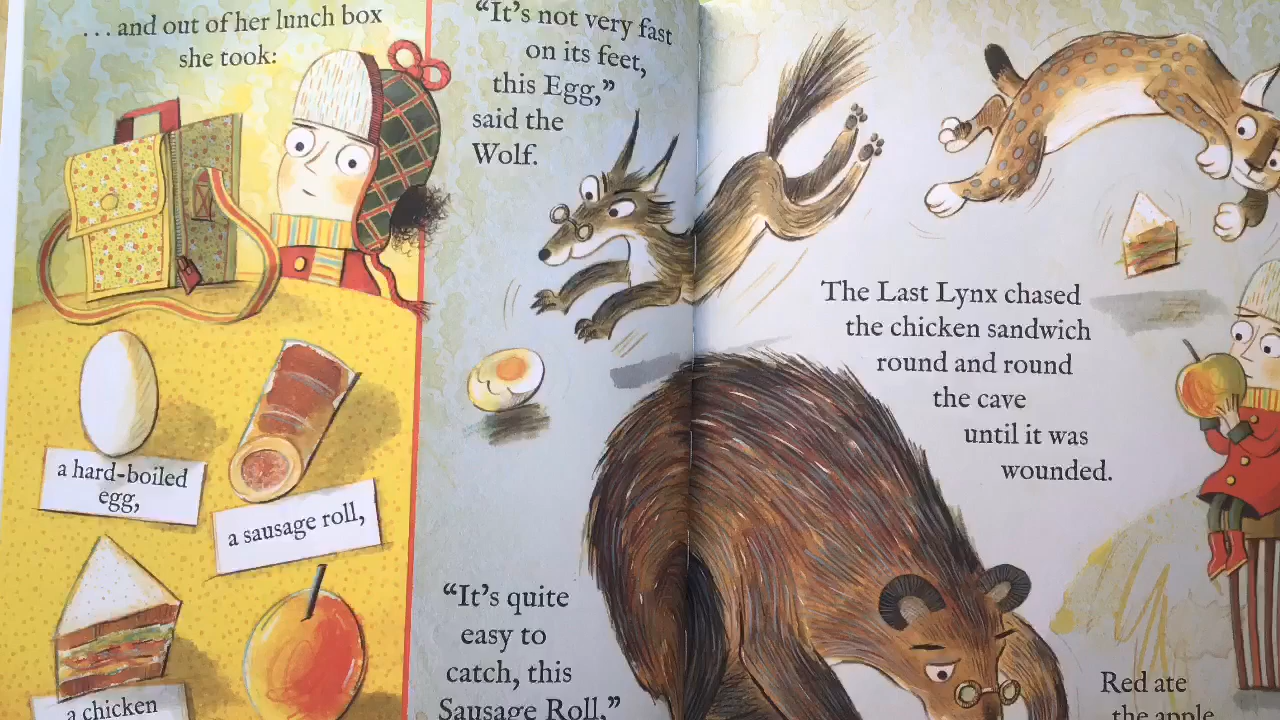 ...and out of her lunch box
she took:
a hard-boiled
egg,
a sausage roll,
a chicken
“It’s not very fast
on its feet,
this Egg,”
said the
Wolf.
“It’s quite
easy to
catch, this
Sausage Roll,”
The Last Lynx chased
the chicken sandwich
round and round
the cave
until it was
wounded.
Red ate
the apple